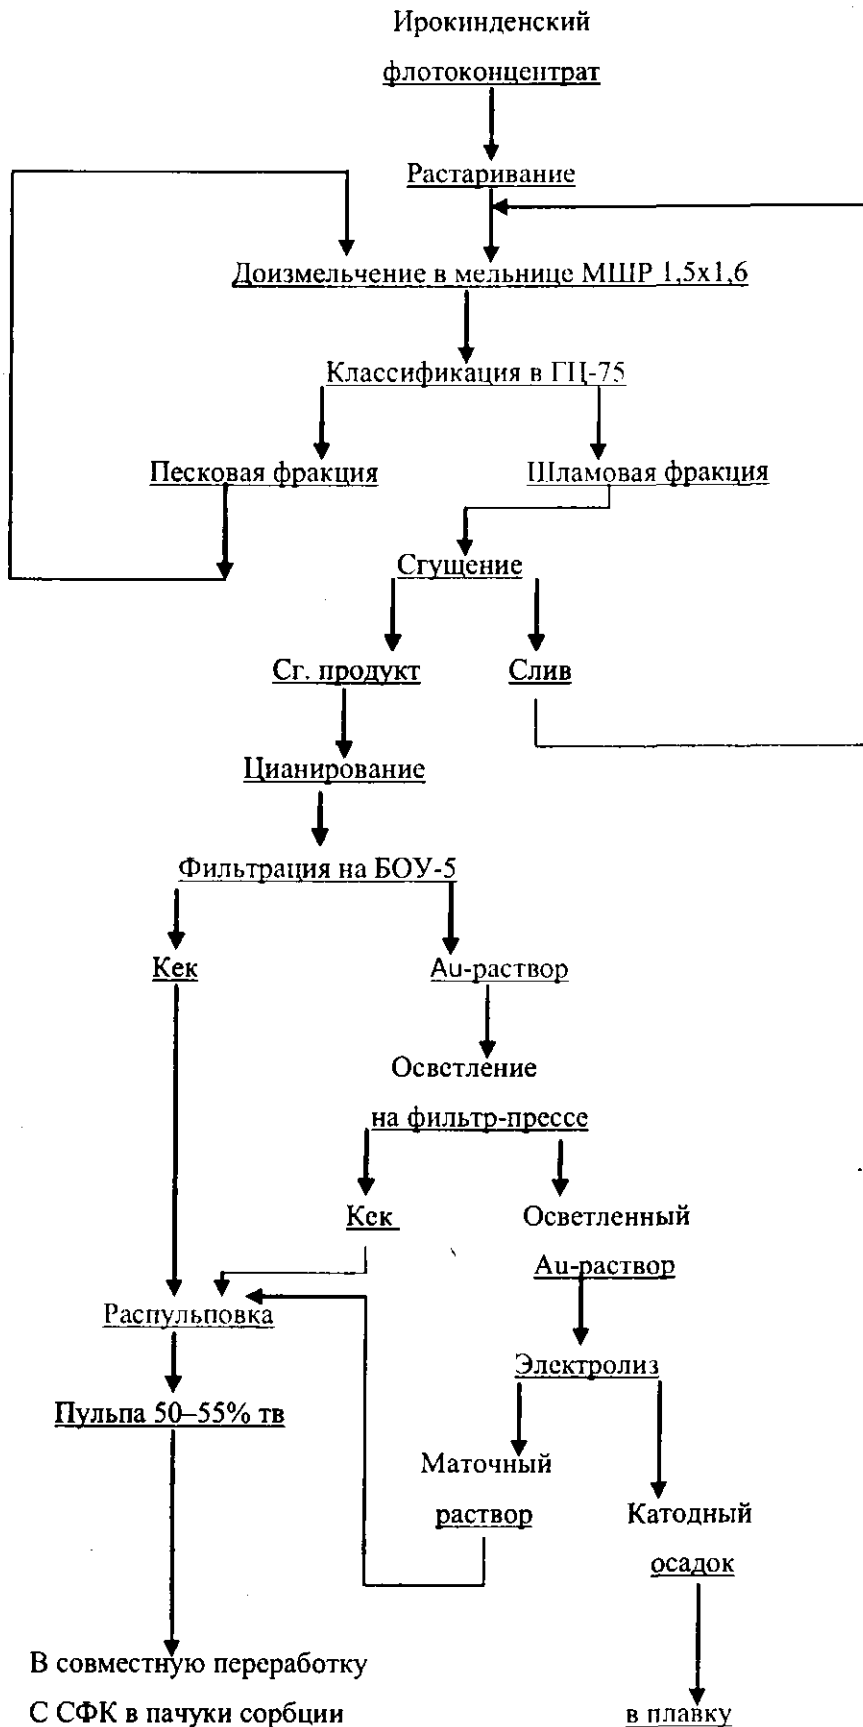 Ирокинденский
флотоконцентрат
Растаривание
Доизмельчение в мельнице МШР 1,5х1,6
Классификация в ГЦ-75
Песковая фракция
Шламовая фракция
Сгущение
Сг. продукт
Слив
Цианирование
Фильтрация на БОУ-5
Кек
Au-раствор
Осветление
на фильтр-прессе
Кек
Осветленный
Au-раствор
Распульповка
Электролиз
Пульпа 50–55% тв
Маточный
раствор
Катодный
осадок
В совместную переработку
С СФК в пачуки сорбции
в плавку